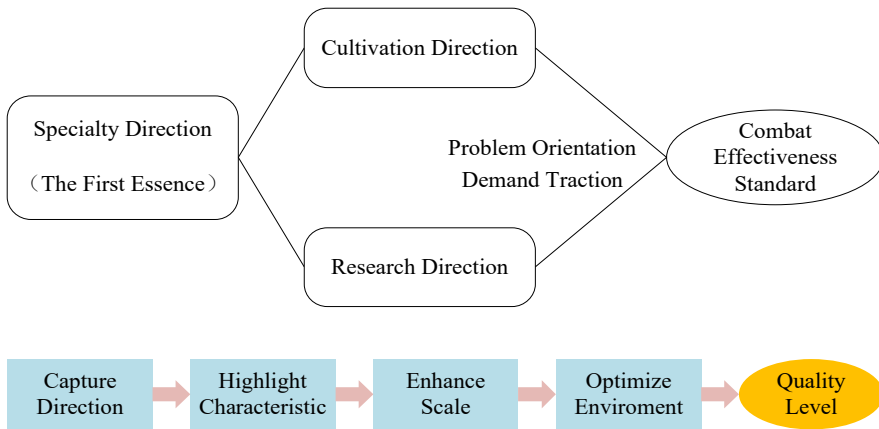 Cultivation Direction
Specialty Direction
（The First Essence）
Problem Orientation
Demand Traction
Combat
Effectiveness
Standard
Research Direction
Capture
Direction
Highlight
Characteristic
Enhance
Scale
Optimize
Enviroment
Quality
Level